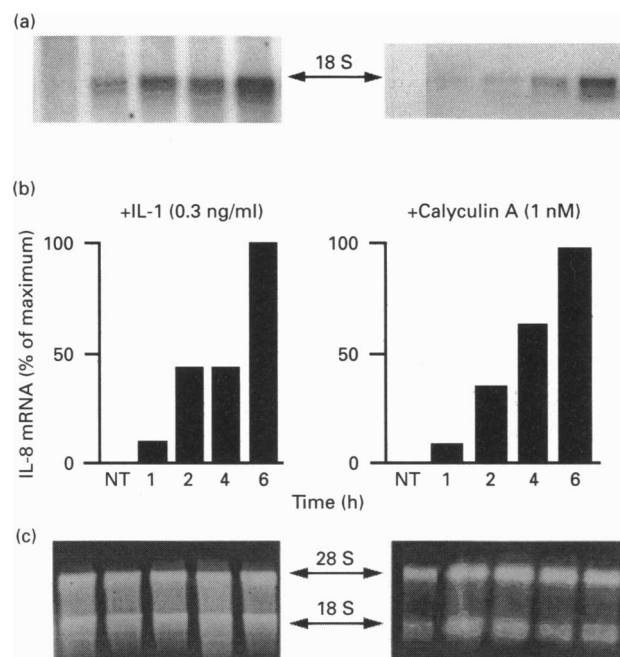 (a)
18 S
(b)
+IL-1 (0.3 ng/ml)
+Calyculin A (1 nM)
IL-8 mRNA (% of maximum)
100
50
0
NT 1 2 4 6
100
50
0
NT 1 2 4 6
Time (h)
(c)
28 S
18 S